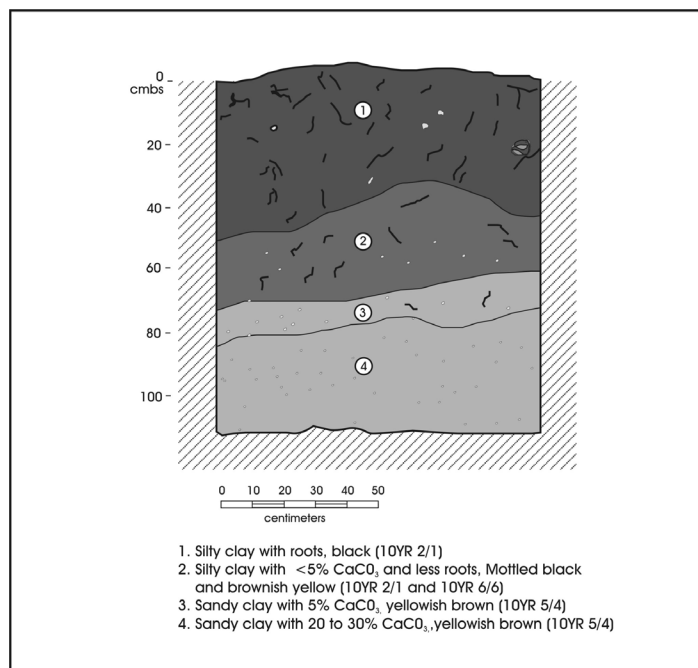 0
cmbs
20
40
60
80
100
1
2
3
4
0 10 20 30 40 50
centimeters
1. Silty clay with roots, black (10YR 2/1)
2. Silty clay with <5% CaC0₃ and less roots, Mottled black
and brownish yellow (10YR 2/1 and 10YR 6/6)
3. Sandy clay with 5% CaC0₃, yellowish brown (10YR 5/4)
4. Sandy clay with 20 to 30% CaC0₃,,yellowish brown (10YR 5/4)